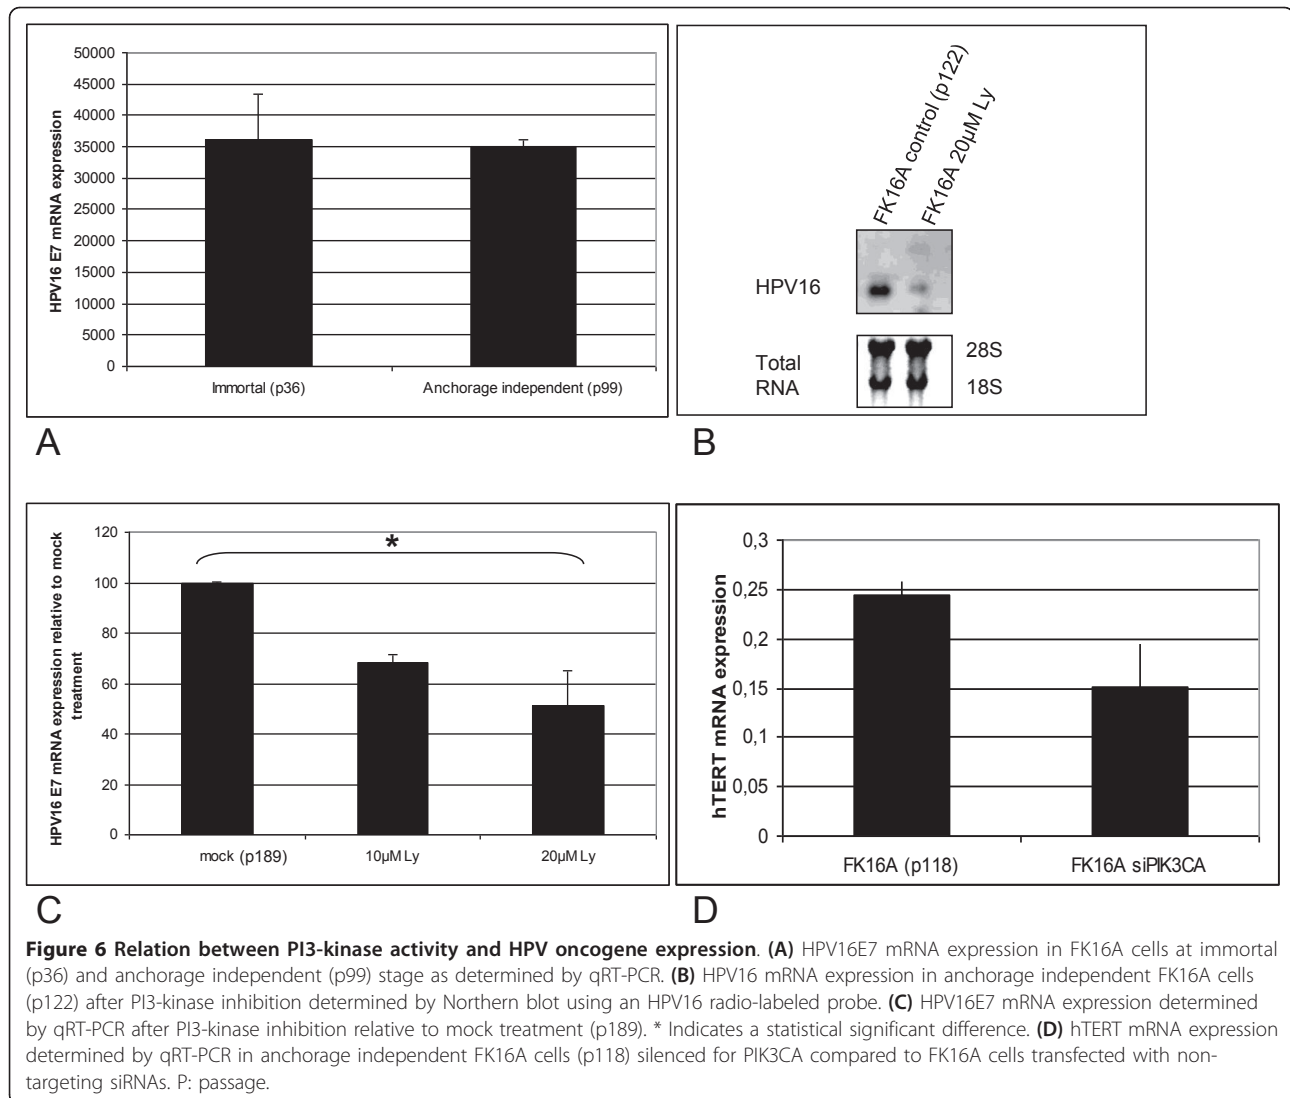 50000
45000
40000
35000
30000
25000
20000
15000
10000
5000
0
HPV16 E7 mRNA expression
Immortal (p36)
Anchorage independent (p99)
A
FK16A control (p122)
FK16A 20µM Ly
HPV16
Total
RNA
28S
18S
B
120
100
80
60
40
20
0
HPV16 E7 mRNA expression relative to mock
treatment
*
mock (p189)
10µM Ly
20µM Ly
C
0,3
0,25
0,2
0,15
0,1
0,05
0
hTERT mRNA expression
FK16A (p118)
FK16A siPIK3CA
D
Figure 6 Relation between PI3-kinase activity and HPV oncogene expression. (A) HPV16E7 mRNA expression in FK16A cells at immortal
(p36) and anchorage independent (p99) stage as determined by qRT-PCR. (B) HPV16 mRNA expression in anchorage independent FK16A cells
(p122) after PI3-kinase inhibition determined by Northern blot using an HPV16 radio-labeled probe. (C) HPV16E7 mRNA expression determined
by qRT-PCR after PI3-kinase inhibition relative to mock treatment (p189). * Indicates a statistical significant difference. (D) hTERT mRNA expression
determined by qRT-PCR in anchorage independent FK16A cells (p118) silenced for PIK3CA compared to FK16A cells transfected with non-
targeting siRNAs. P: passage.